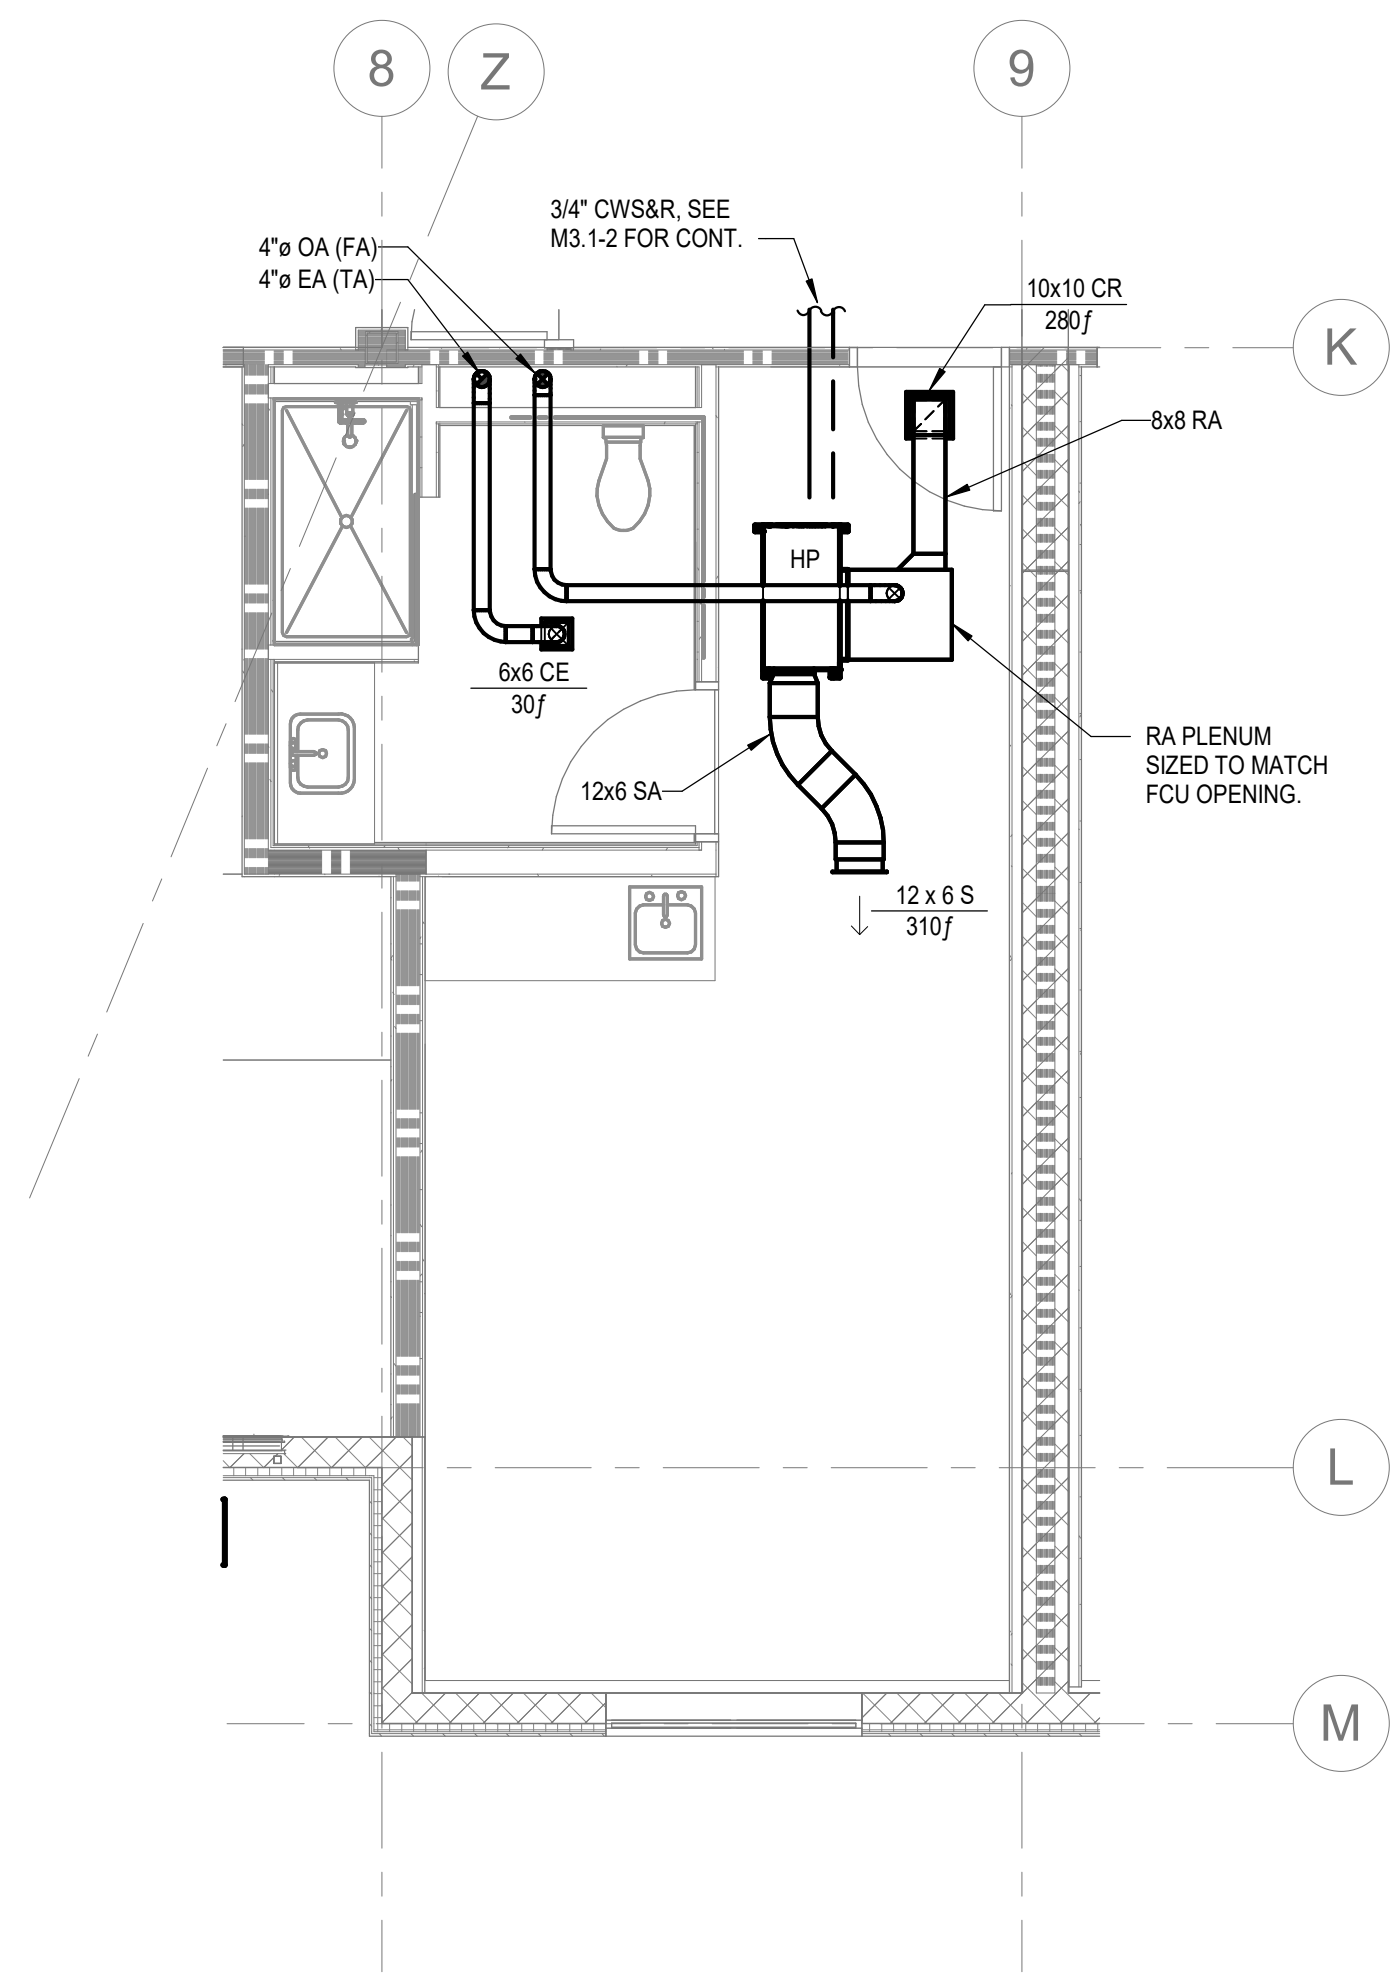 8
Z
9
3/4" CWS&R, SEE
M3.1-2 FOR CONT.
4"ø OA (FA)
4"ø EA (TA)
10x10 CR
280ƒ
K
8x8 RA
HP
6x6 CE
30ƒ
RA PLENUM
SIZED TO MATCH
FCU OPENING.
12x6 SA
12 x 6 S
310ƒ
L
M